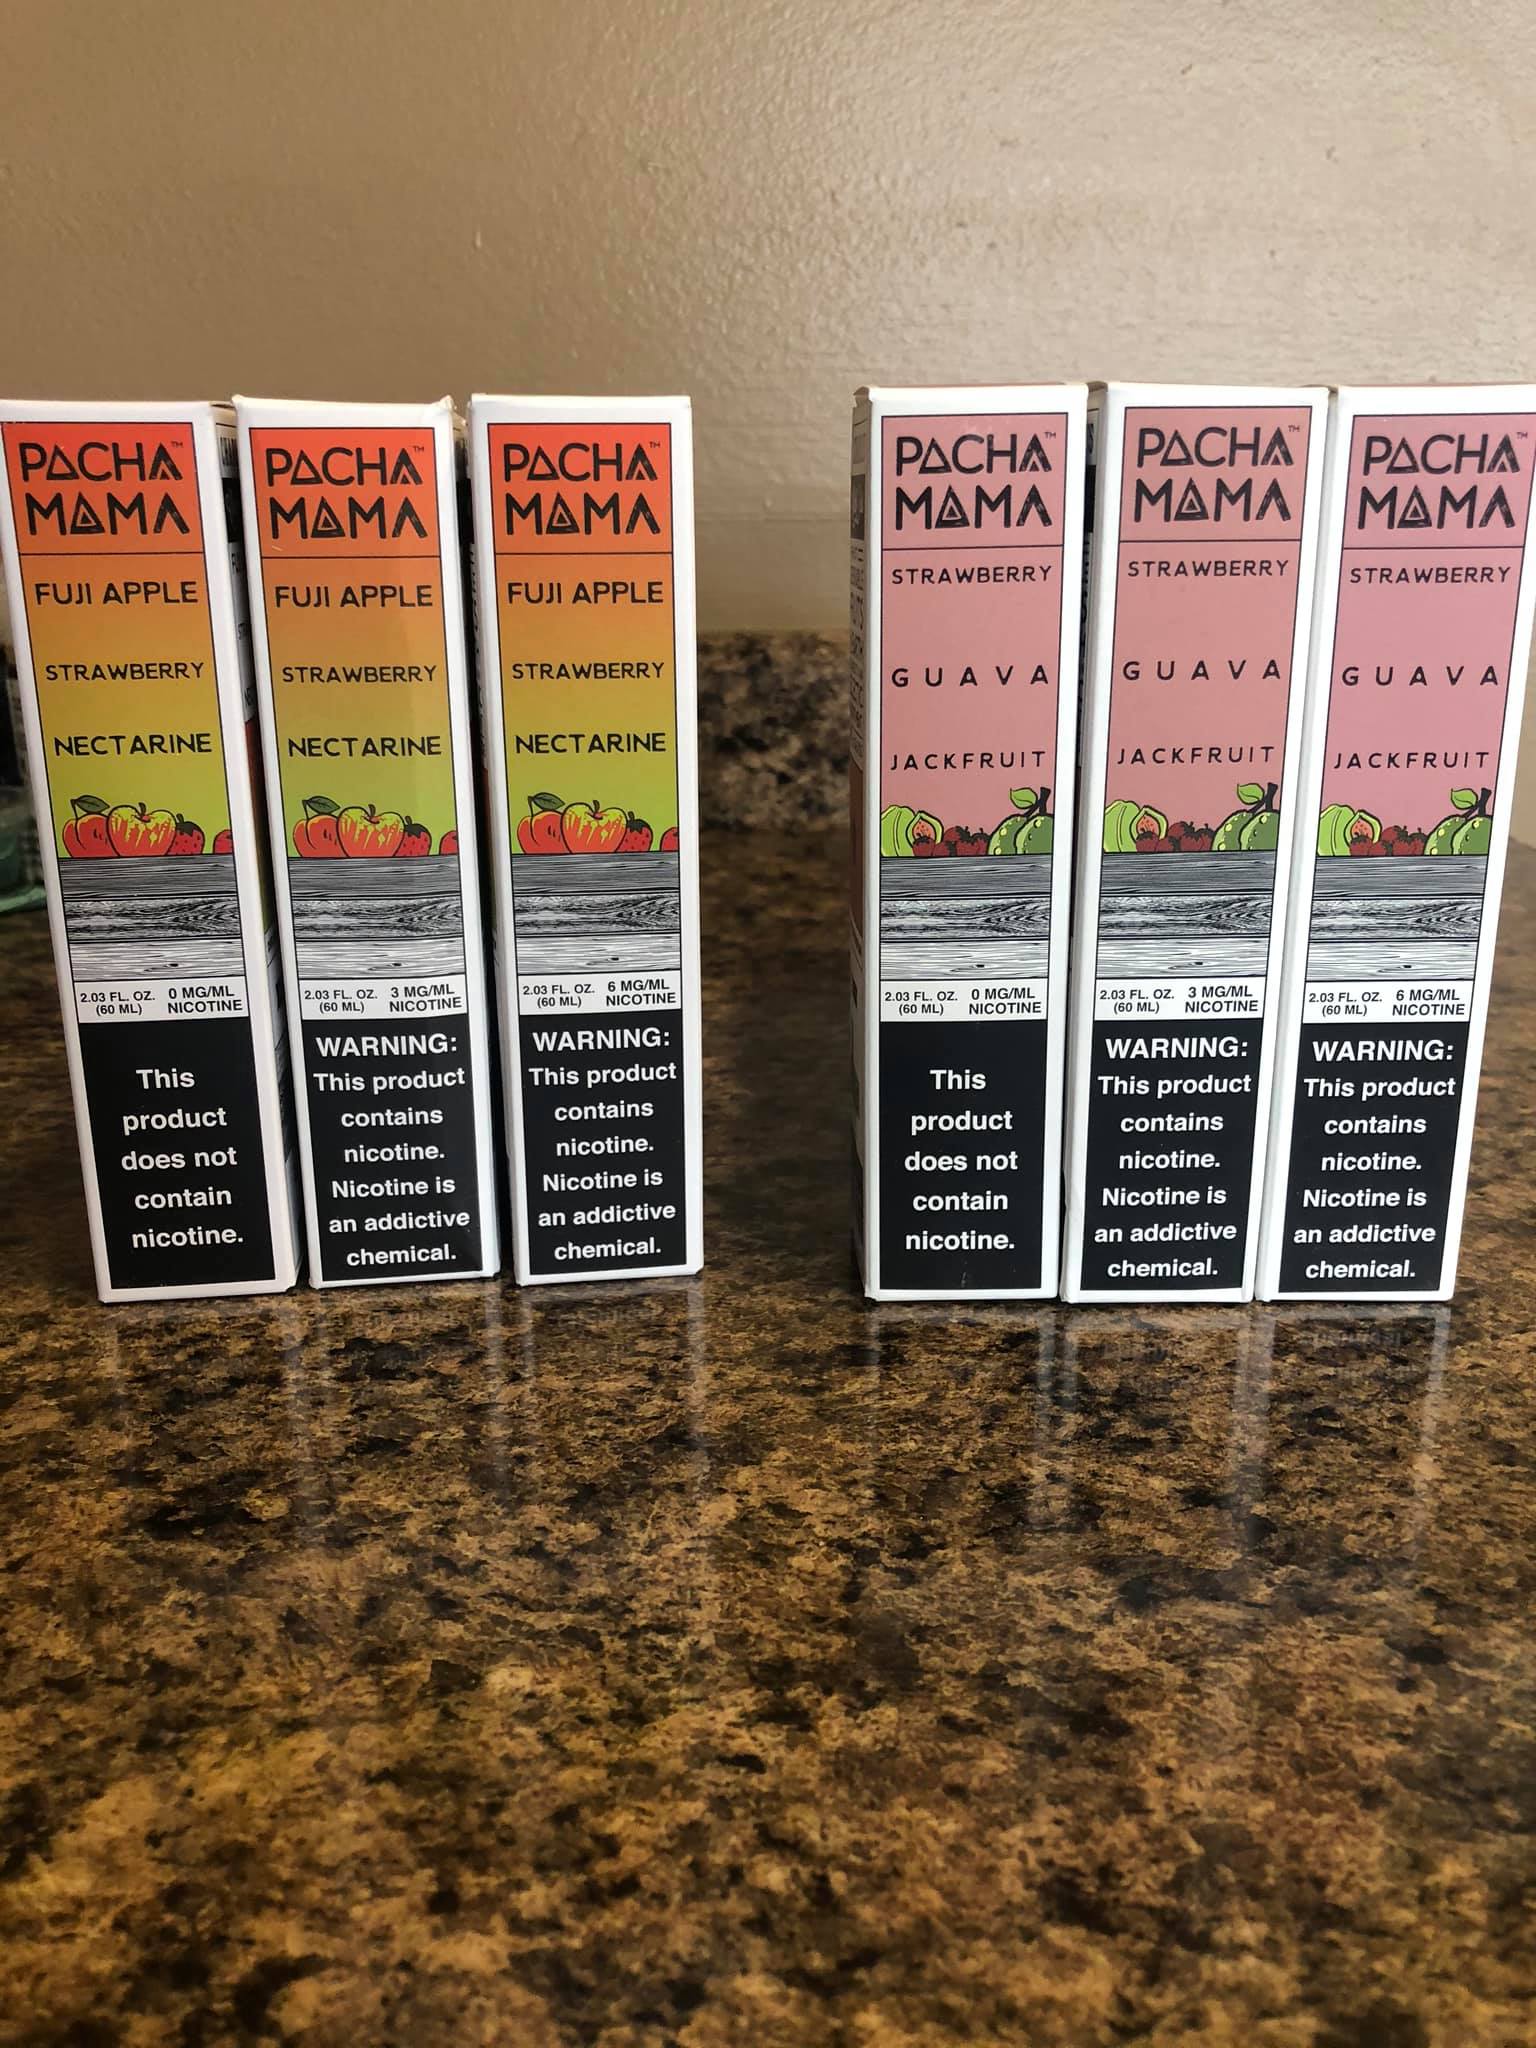 PACHA™
MAMA
FUJI APPLE
STRAWBERRY
NECTARINE
2.03 FL. OZ. 0 MG/ML
(60 ML) NICOTINE
This
product
does not
contain
nicotine.
PACHA™
MAMA
FUJI APPLE
STRAWBERRY
NECTARINE
2.03 FL. OZ. 3 MG/ML
(60 ML) NICOTINE
WARNING:
This product
contains
nicotine.
Nicotine is
an addictive
chemical.
PACHA™
MAMA
FUJI APPLE
STRAWBERRY
NECTARINE
2.03 FL. OZ. 6 MG/ML
(60 ML) NICOTINE
WARNING:
This product
contains
nicotine.
Nicotine is
an addictive
chemical.
PACHA™
MAMA
STRAWBERRY
GUAVA
JACKFRUIT
2.03 FL. OZ. 0 MG/ML
(60 ML) NICOTINE
This
product
does not
contain
nicotine.
PACHA™
MAMA
STRAWBERRY
GUAVA
JACKFRUIT
2.03 FL. OZ. 3 MG/ML
(60 ML) NICOTINE
WARNING:
This product
contains
nicotine.
Nicotine is
an addictive
chemical.
PACHA™
MAMA
STRAWBERRY
GUAVA
JACKFRUIT
2.03 FL. OZ. 6 MG/ML
(60 ML) NICOTINE
WARNING:
This product
contains
nicotine.
Nicotine is
an addictive
chemical.